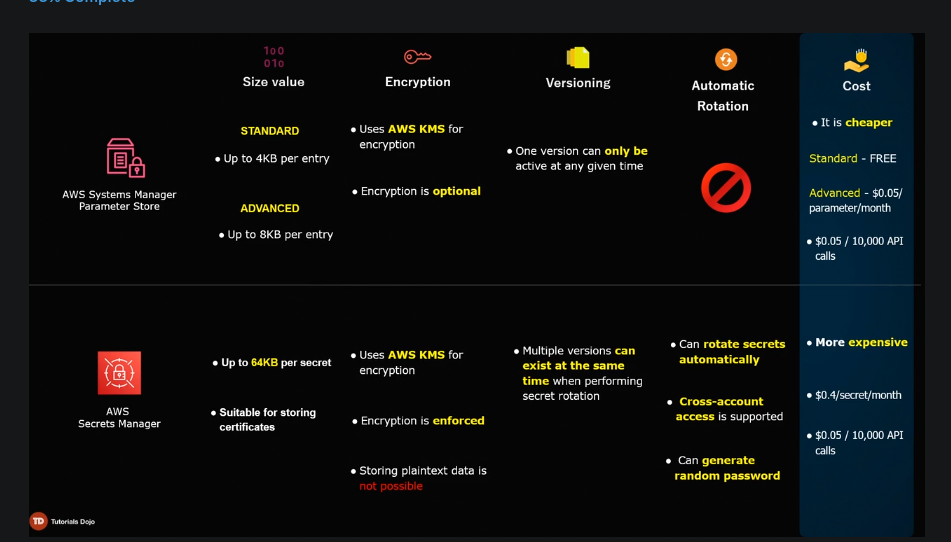 100
010
Size value
Encryption
Versioning
Automatic
Rotation
Cost
AWS Systems Manager
Parameter Store
STANDARD
● Up to 4KB per entry
ADVANCED
● Up to 8KB per entry
● Uses AWS KMS for
encryption
● Encryption is optional
● One version can only be
active at any given time
● It is cheaper
Standard - FREE
Advanced - $0.05/
parameter/month
● $0.05 / 10,000 API
calls
AWS
Secrets Manager
● Up to 64KB per secret
● Suitable for storing
certificates
● Uses AWS KMS for
encryption
● Encryption is enforced
● Storing plaintext data is
not possible
● Multiple versions can
exist at the same
time when performing
secret rotation
● Can rotate secrets
automatically
● Cross-account
access is supported
● Can generate
random password
● More expensive
● $0.4/secret/month
● $0.05 / 10,000 API
calls
TD Tutorials Dojo